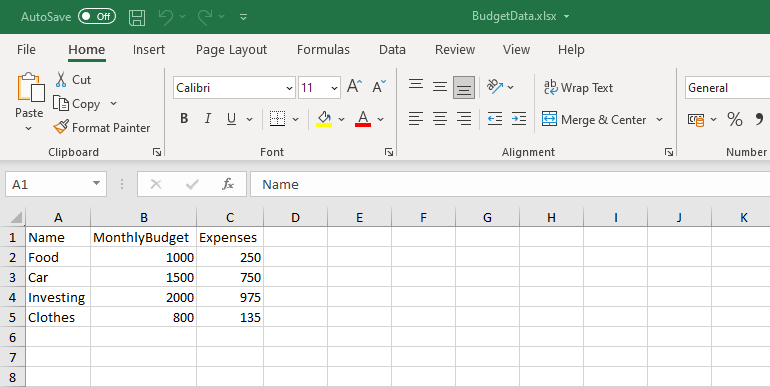 AutoSave Off BudgetData.xlsx
File Home Insert Page Layout Formulas Data Review View Help
Cut
Copy
Format Painter
Paste
Calibri 11 A A
B I U A
ab Wrap Text
Merge & Center
General
% ,
Clipboard Font Alignment Number
A1 fx Name
A B C D E F G H I J K
1 Name MonthlyBudget Expenses
2 Food 1000 250
3 Car 1500 750
4 Investing 2000 975
5 Clothes 800 135
6
7
8